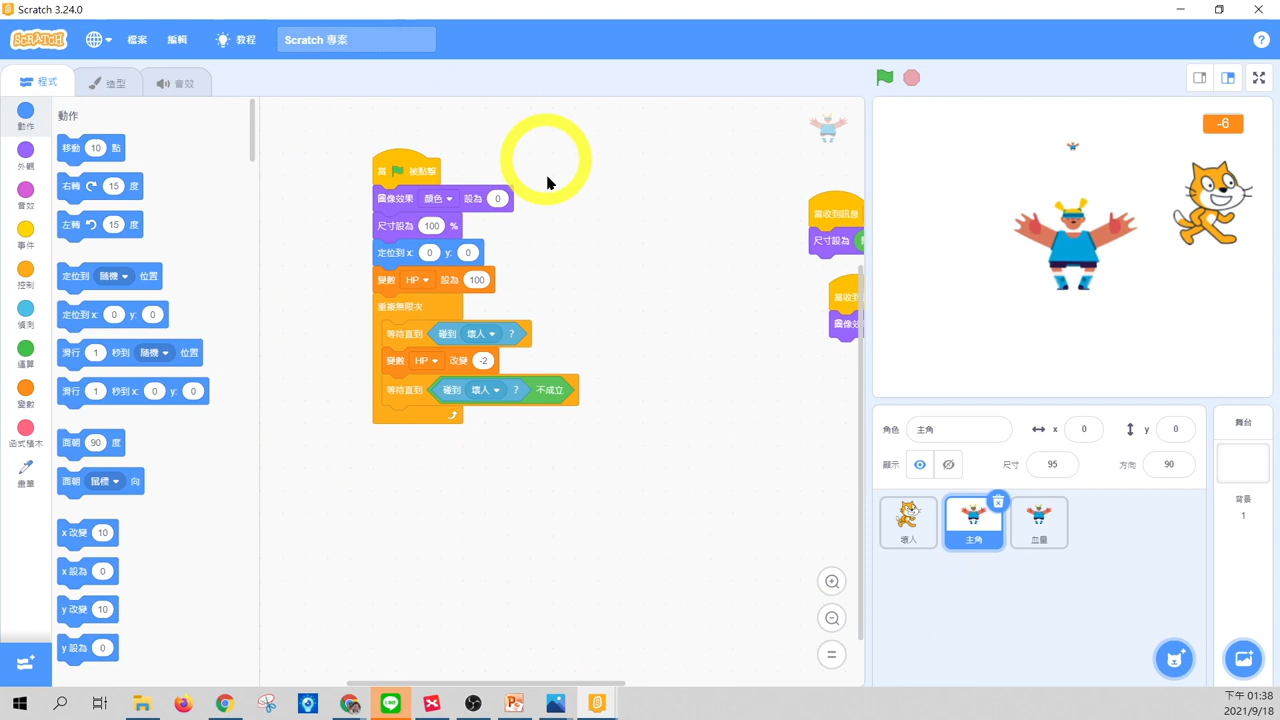 Scratch 3.24.0
SCRATCH
檔案
編輯
教程
Scratch 專案
?
程式
造型
音效
動作
外觀
音效
事件
控制
偵測
運算
變數
函式積木
畫筆
動作
移動 10 點
右轉 15 度
左轉 15 度
定位到 隨機 位置
定位到 x: 0 y: 0
滑行 1 秒到 隨機 位置
滑行 1 秒到 x: 0 y: 0
面朝 90 度
面朝 鼠標 向
x 改變 10
x 設為 0
y 改變 10
y 設為 0
當 被點擊
圖像效果 顏色 設為 0
尺寸設為 100 %
定位到 x: 0 y: 0
變數 HP 設為 100
重複無限次
等待直到 碰到 壞人 ?
變數 HP 改變 -2
等待直到 碰到 壞人 ? 不成立
當收到訊息
尺寸設為
當收到
圖像效
-6
角色 主角 x 0 y 0
顯示 尺寸 95 方向 90
壞人
主角
血量
舞台
背景
1
LINE
下午 01:38
2021/9/18